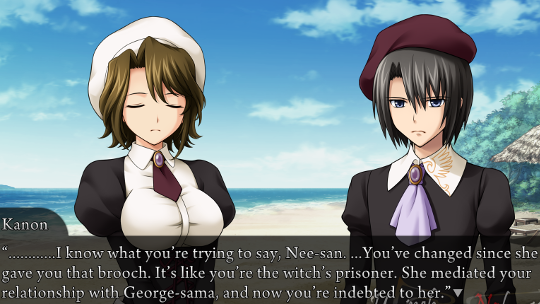 Kanon
“............I know what you’re trying to say, Nee-san. ...You’ve changed since she
gave you that brooch. It’s like you’re the witch’s prisoner. She mediated your
relationship with George-sama, and now you’re indebted to her.”